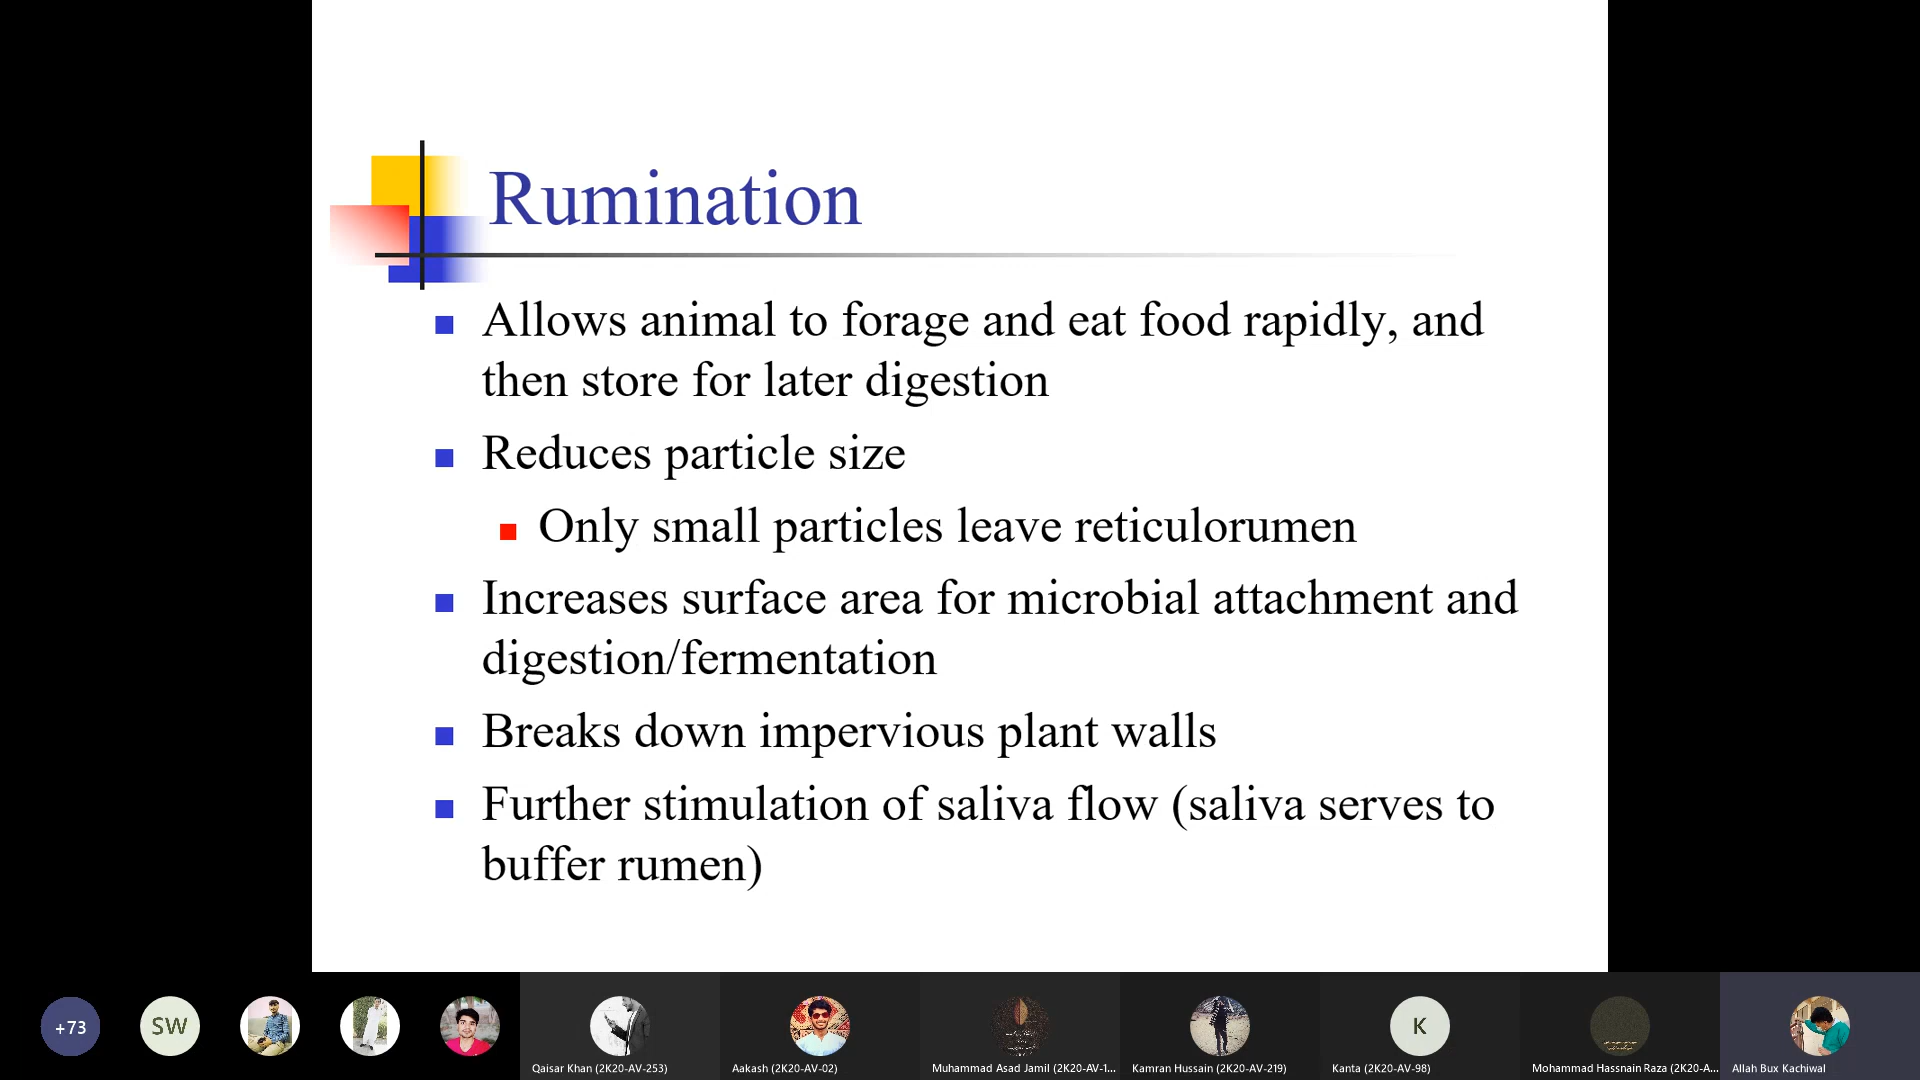 Rumination
Allows animal to forage and eat food rapidly, and
then store for later digestion
Reduces particle size
Only small particles leave reticulorumen
Increases surface area for microbial attachment and
digestion/fermentation
Breaks down impervious plant walls
Further stimulation of saliva flow (saliva serves to
buffer rumen)
+73
SW
K
Qaisar Khan (2K20-AV-253)
Aakash (2K20-AV-02)
Muhammad Asad Jamil (2K20-AV-1...
Kamran Hussain (2K20-AV-219)
Kanta (2K20-AV-98)
Mohammad Hassnain Raza (2K20-A...
Allah Bux Kachiwal